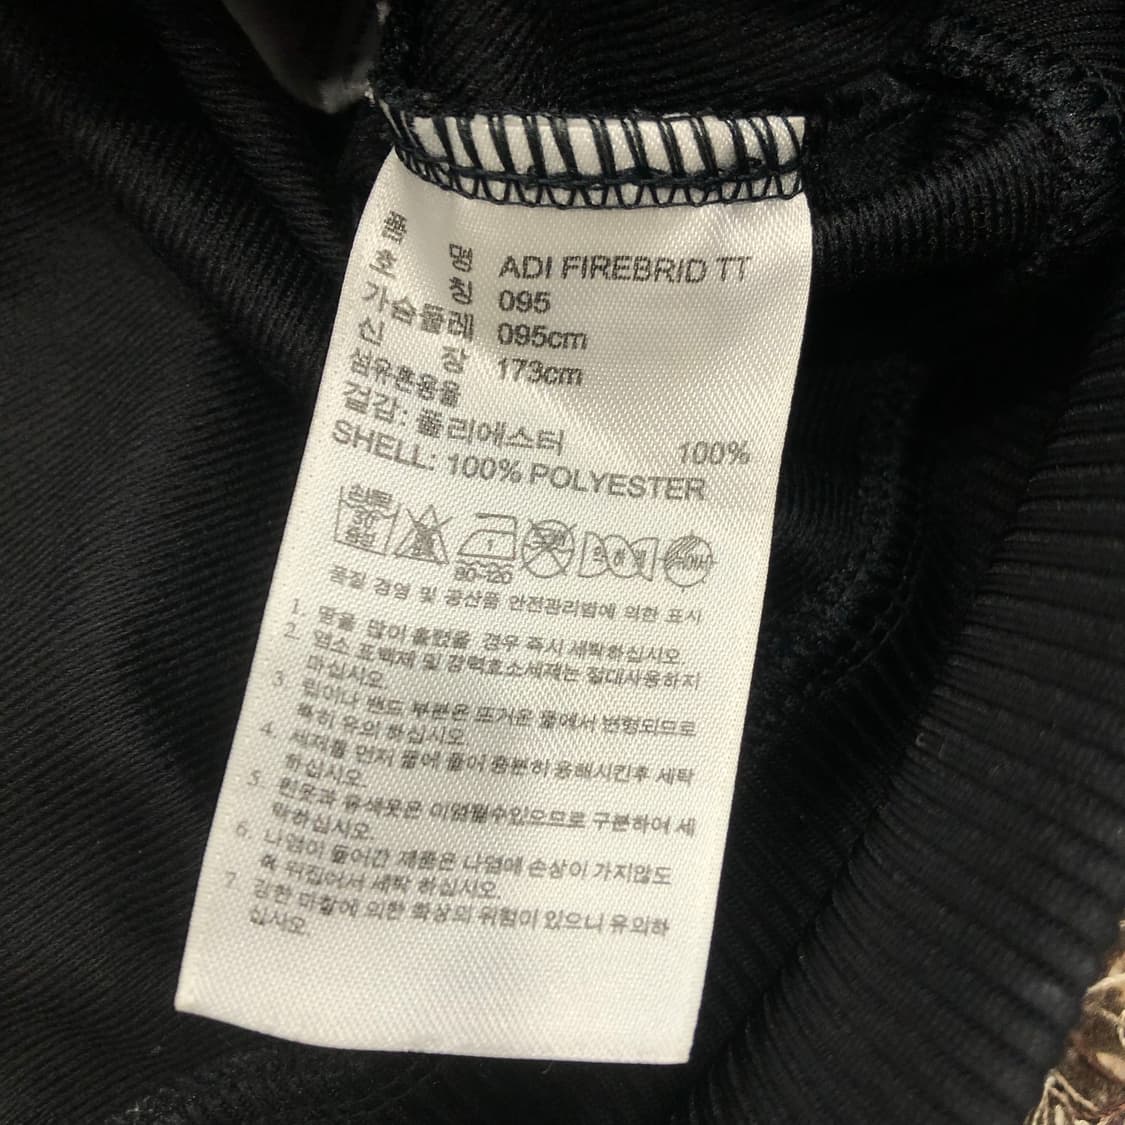 품 명 ADI FIREBRID TT
호 칭 095
가슴둘레 095cm
신 장 173cm
섬유혼용율
겉감: 폴리에스터 100%
SHELL: 100% POLYESTER
30
80-120
품질 경영 및 공산품 안전관리법에 의한 표시
1. 땀을 많이 흘렸을 경우 즉시 세탁하십시오.
2. 염소 표백제 및 강력효소세제는 절대사용하지
마십시오.
3. 립이나 밴드 부분은 뜨거운 물에서 변형되므로
특히 유의 하십시오.
4. 세저를 먼저 물에 풀어 충분히 용해시킨후 세탁
하십시오.
5. 흰옷과 유색옷은 이염될수있으므로 구분하여 세
탁하십시오.
6. 나염이 들어간 제품은 나염에 손상이 가지않도
록 뒤집어서 세탁 하십시오.
7. 강한 마찰에 의한 화상의 위험이 있으니 유의하
십시오.